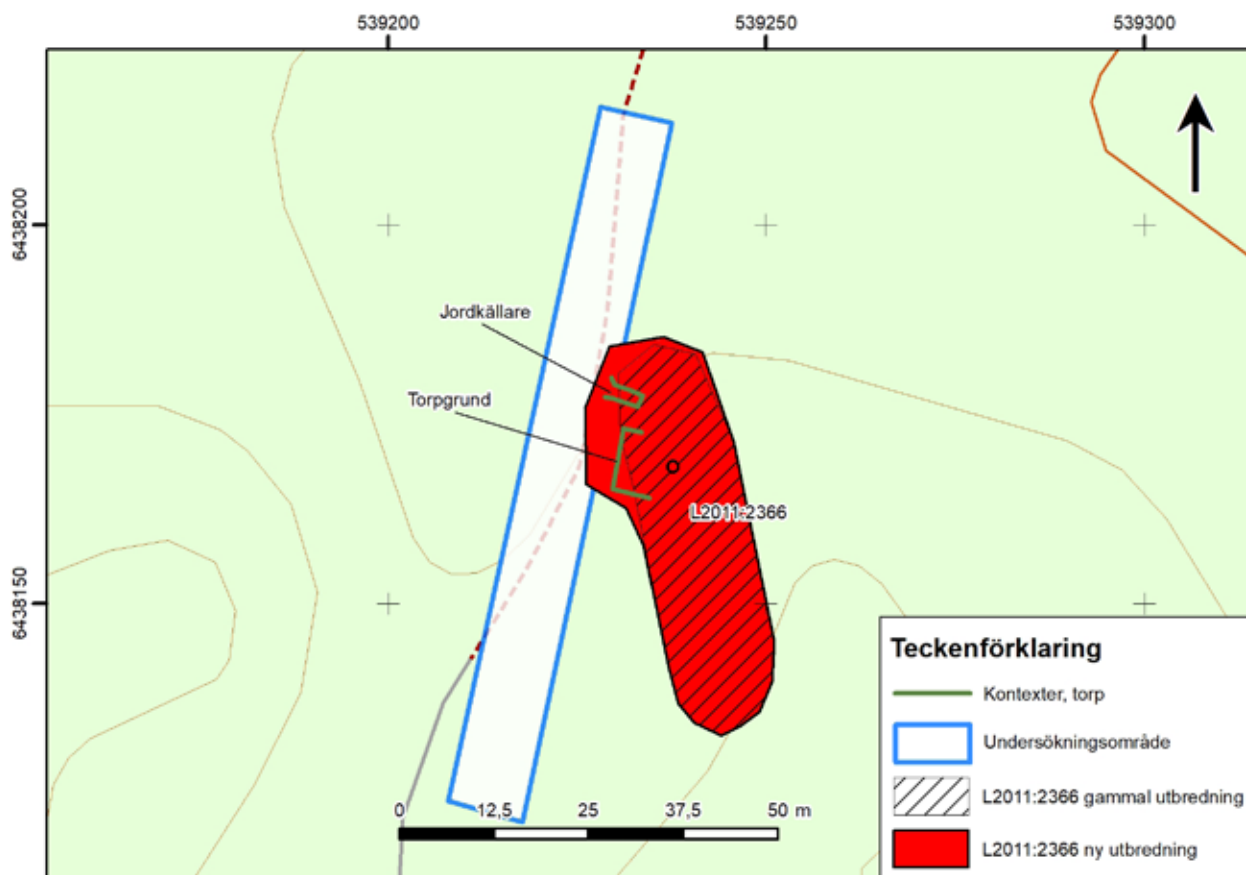 539200
539250
539300
6438200
Jordkällare
Torpgrund
L2011:2366
6438150
0 12,5 25 37,5 50 m
Teckenförklaring
Kontexter, torp
Undersökningsområde
L2011:2366 gammal utbredning
L2011:2366 ny utbredning